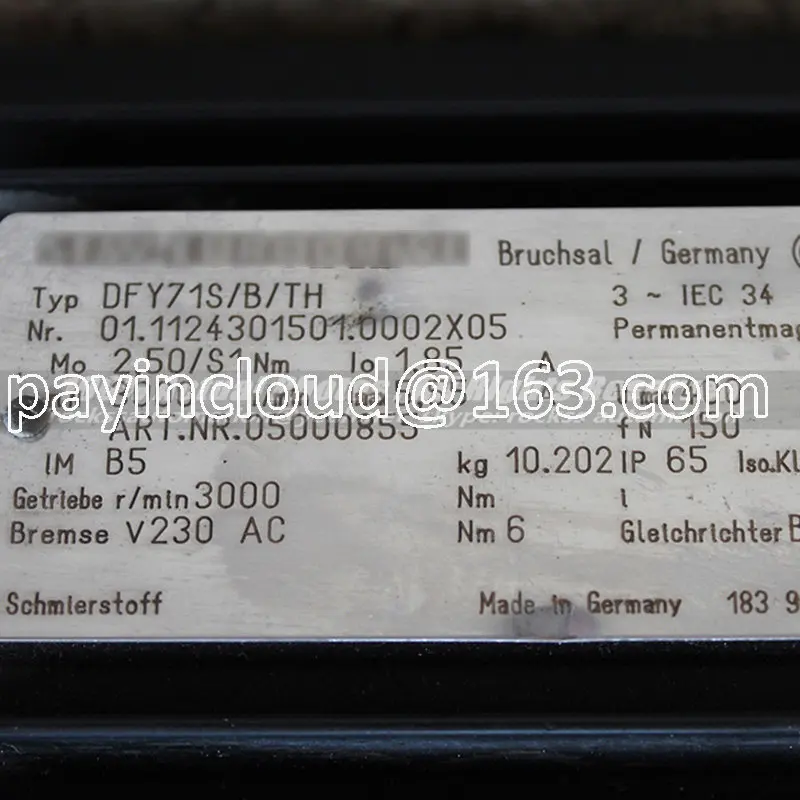 Bruchsal / Germany
Typ DFY71S/B/TH 3 ~ IEC 34
Nr. 01.1124301501.0002X05 Permanentmag
Mo 2.50/S1 Nm Io 1.85 A
payincloud@163.com
ART.NR.05000855 fN 150
IM B5 kg 10.202 IP 65 Iso.Kl
Getriebe r/min 3000 Nm l
Bremse V230 AC Nm 6 Gleichrichter B
Schmierstoff Made in Germany 183 9